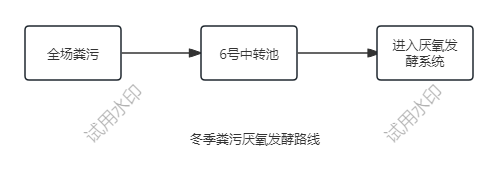 全场粪污
6号中转池
进入厌氧发
酵系统
试用水印
试用水印
冬季粪污厌氧发酵路线